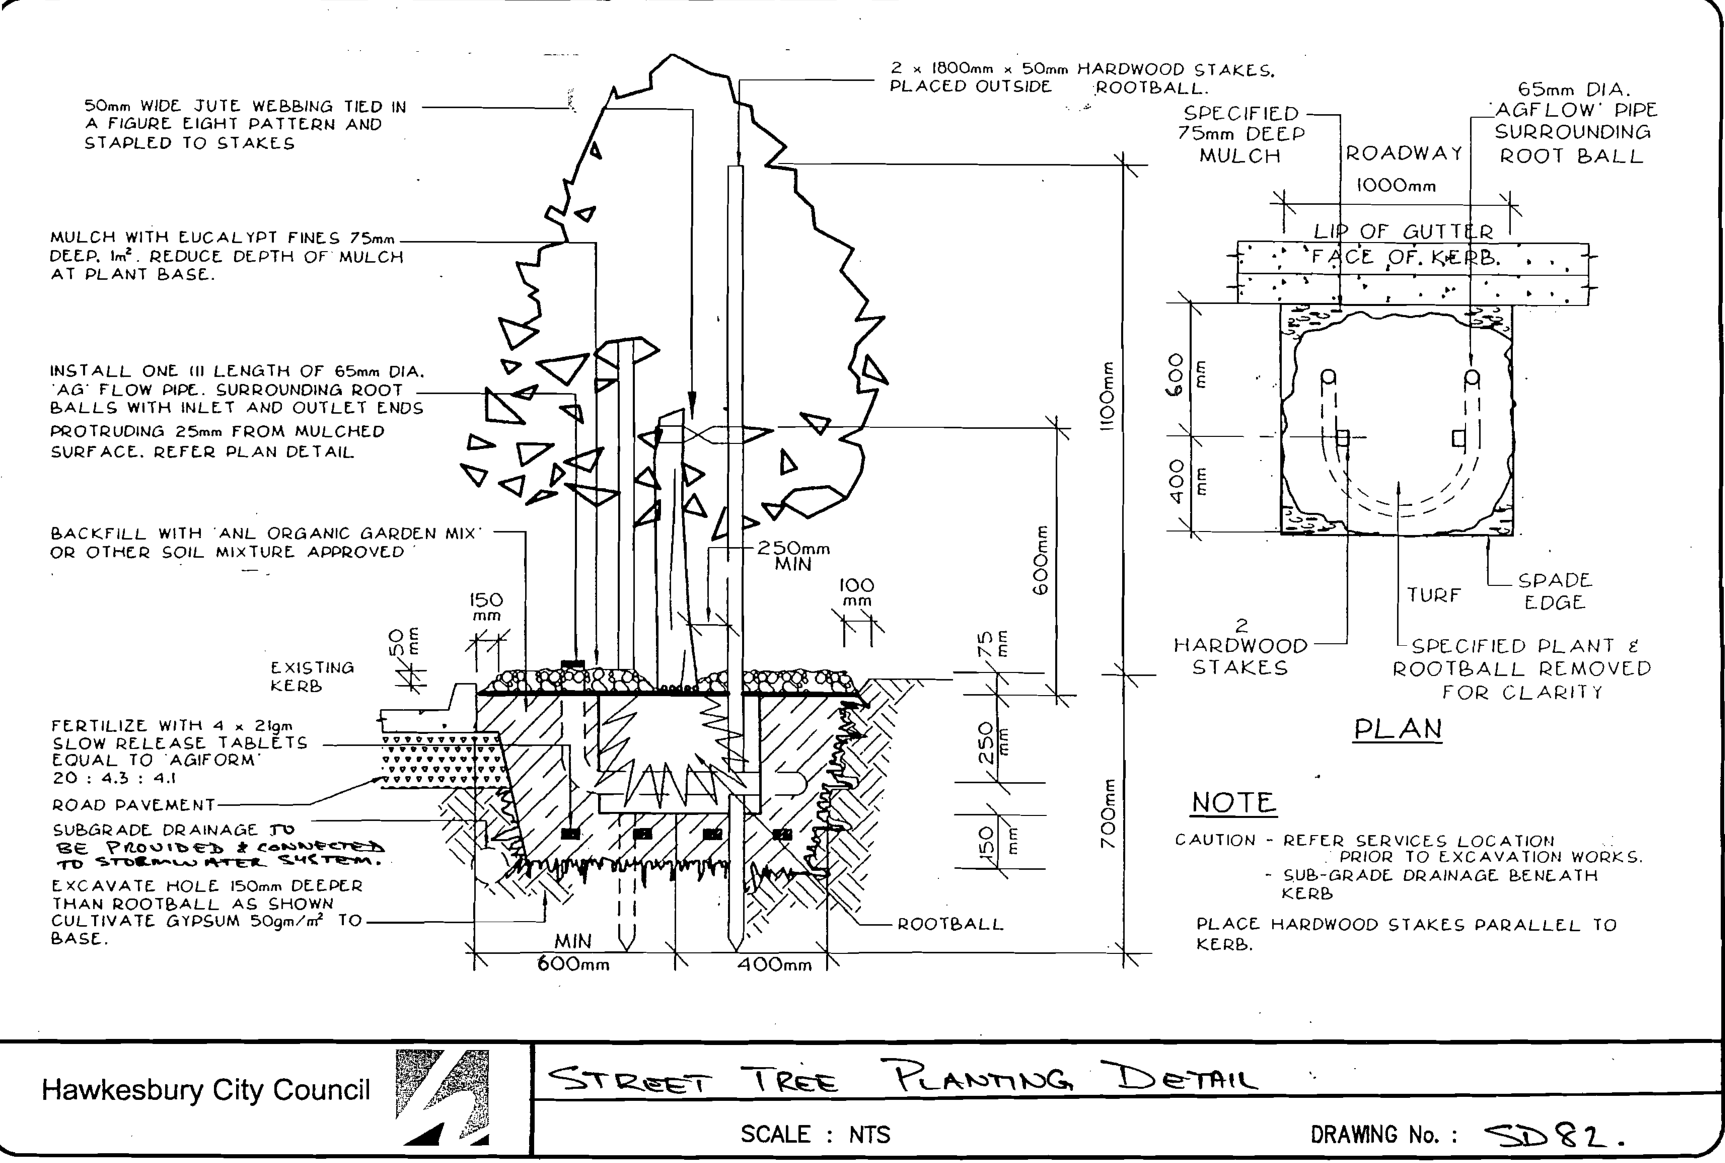 50mm WIDE JUTE WEBBING TIED IN
A FIGURE EIGHT PATTERN AND
STAPLED TO STAKES
MULCH WITH EUCALYPT FINES 75mm
DEEP, 1m². REDUCE DEPTH OF MULCH
AT PLANT BASE.
INSTALL ONE (1) LENGTH OF 65mm DIA.
'AG' FLOW PIPE. SURROUNDING ROOT
BALLS WITH INLET AND OUTLET ENDS
PROTRUDING 25mm FROM MULCHED
SURFACE. REFER PLAN DETAIL
BACKFILL WITH 'ANL ORGANIC GARDEN MIX'
OR OTHER SOIL MIXTURE APPROVED
150
mm
50
mm
EXISTING
KERB
FERTILIZE WITH 4 x 21gm
SLOW RELEASE TABLETS
EQUAL TO 'AGIFORM'
20 : 4.3 : 4.1
ROAD PAVEMENT
SUBGRADE DRAINAGE TO
BE PROVIDED & CONNECTED
TO STORMWATER SYSTEM.
EXCAVATE HOLE 150mm DEEPER
THAN ROOTBALL AS SHOWN
CULTIVATE GYPSUM 50gm/m² TO
BASE.
2 x 1800mm x 50mm HARDWOOD STAKES.
PLACED OUTSIDE ROOTBALL.
250mm
MIN
100
mm
75
mm
250
mm
150
mm
600mm
1100mm
700mm
ROOTBALL
MIN
600mm
400mm
SPECIFIED
75mm DEEP
MULCH
65mm DIA.
'AGFLOW' PIPE
SURROUNDING
ROOT BALL
ROADWAY
1000mm
LIP OF GUTTER
FACE OF KERB.
600
mm
400
mm
TURF
SPADE
EDGE
2
HARDWOOD
STAKES
SPECIFIED PLANT &
ROOTBALL REMOVED
FOR CLARITY
PLAN
NOTE
CAUTION - REFER SERVICES LOCATION
PRIOR TO EXCAVATION WORKS.
- SUB-GRADE DRAINAGE BENEATH
KERB
PLACE HARDWOOD STAKES PARALLEL TO
KERB.
Hawkesbury City Council
STREET TREE PLANTING DETAIL
SCALE : NTS
DRAWING No. : SD82.